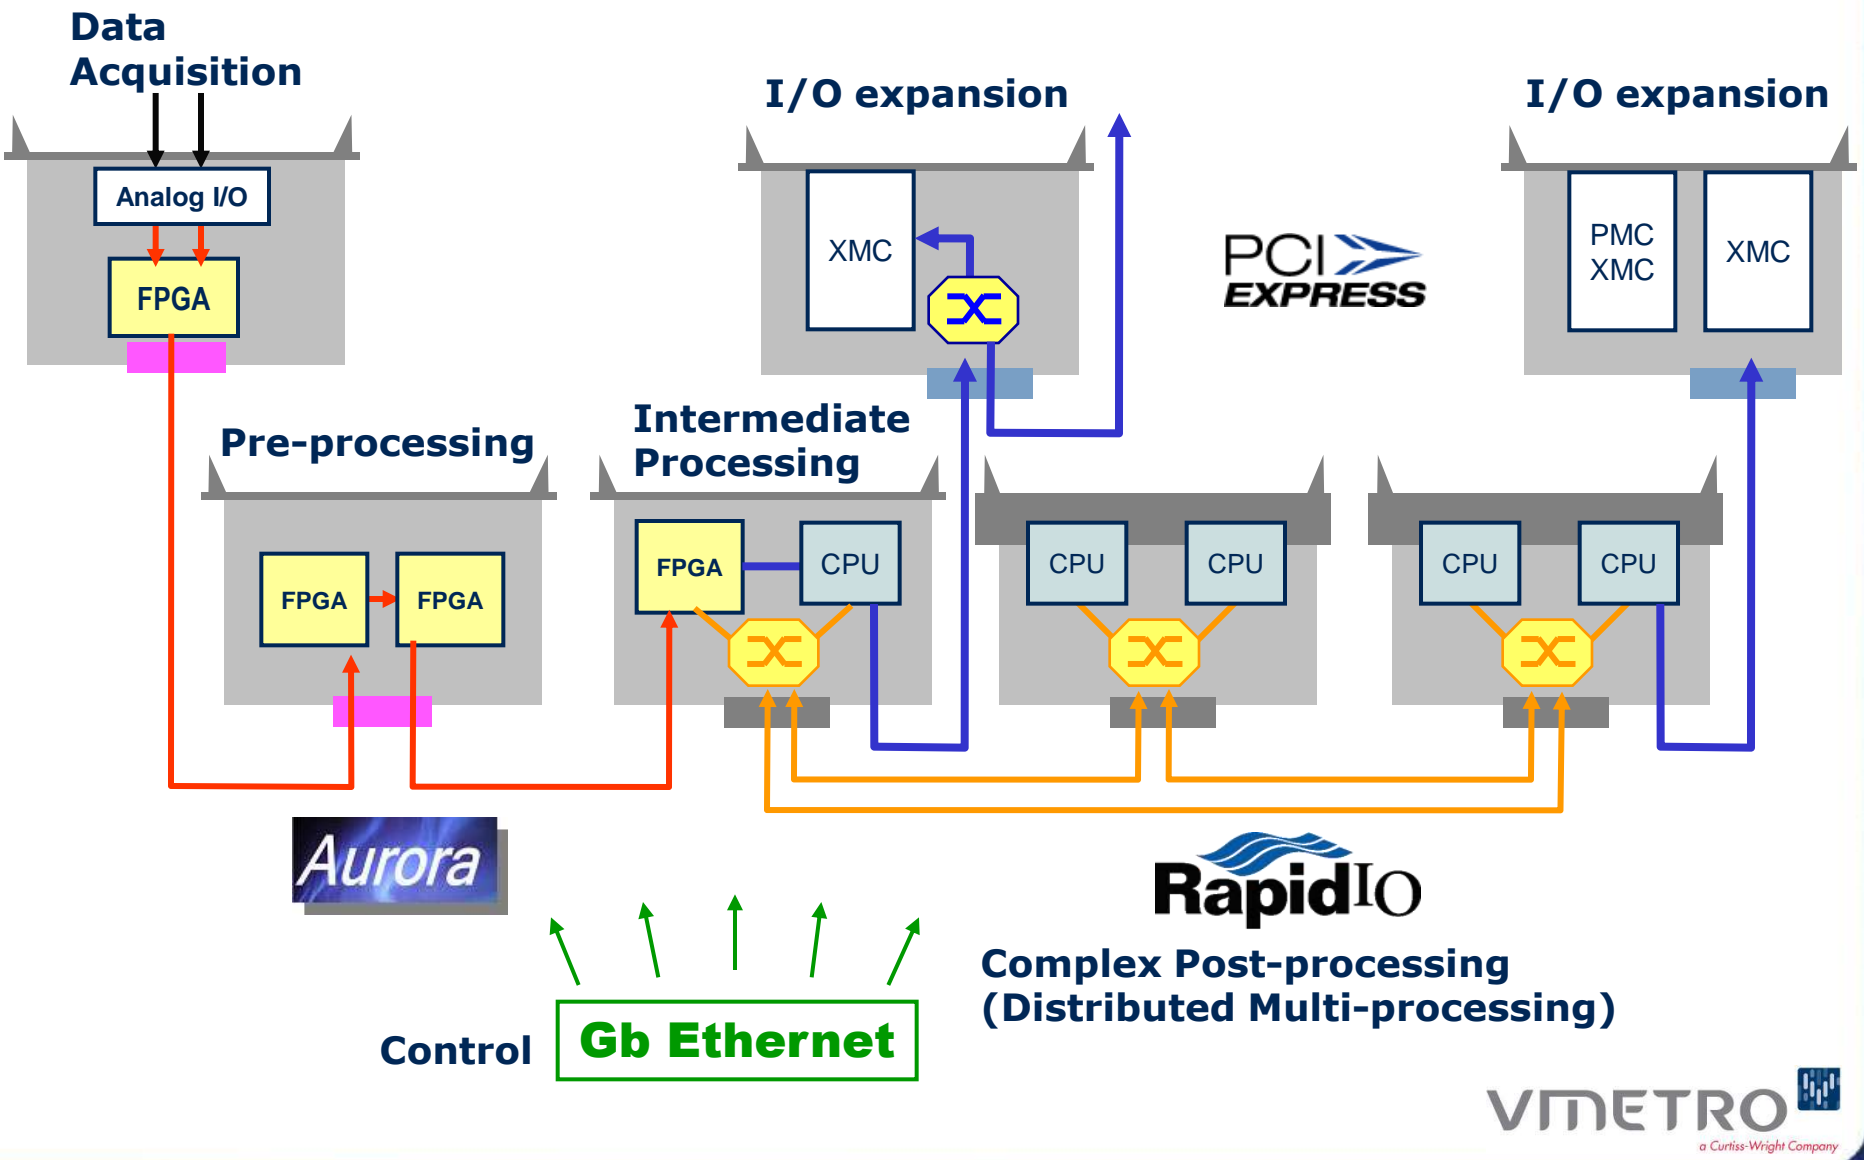 Data
Acquisition
Analog I/O
FPGA
I/O expansion
XMC
PCI
EXPRESS
I/O expansion
PMC
XMC
XMC
Pre-processing
FPGA
FPGA
Intermediate
Processing
FPGA
CPU
CPU
CPU
CPU
CPU
Aurora
RapidIO
Complex Post-processing
(Distributed Multi-processing)
Control
Gb Ethernet
VMETRO
a Curtiss-Wright Company